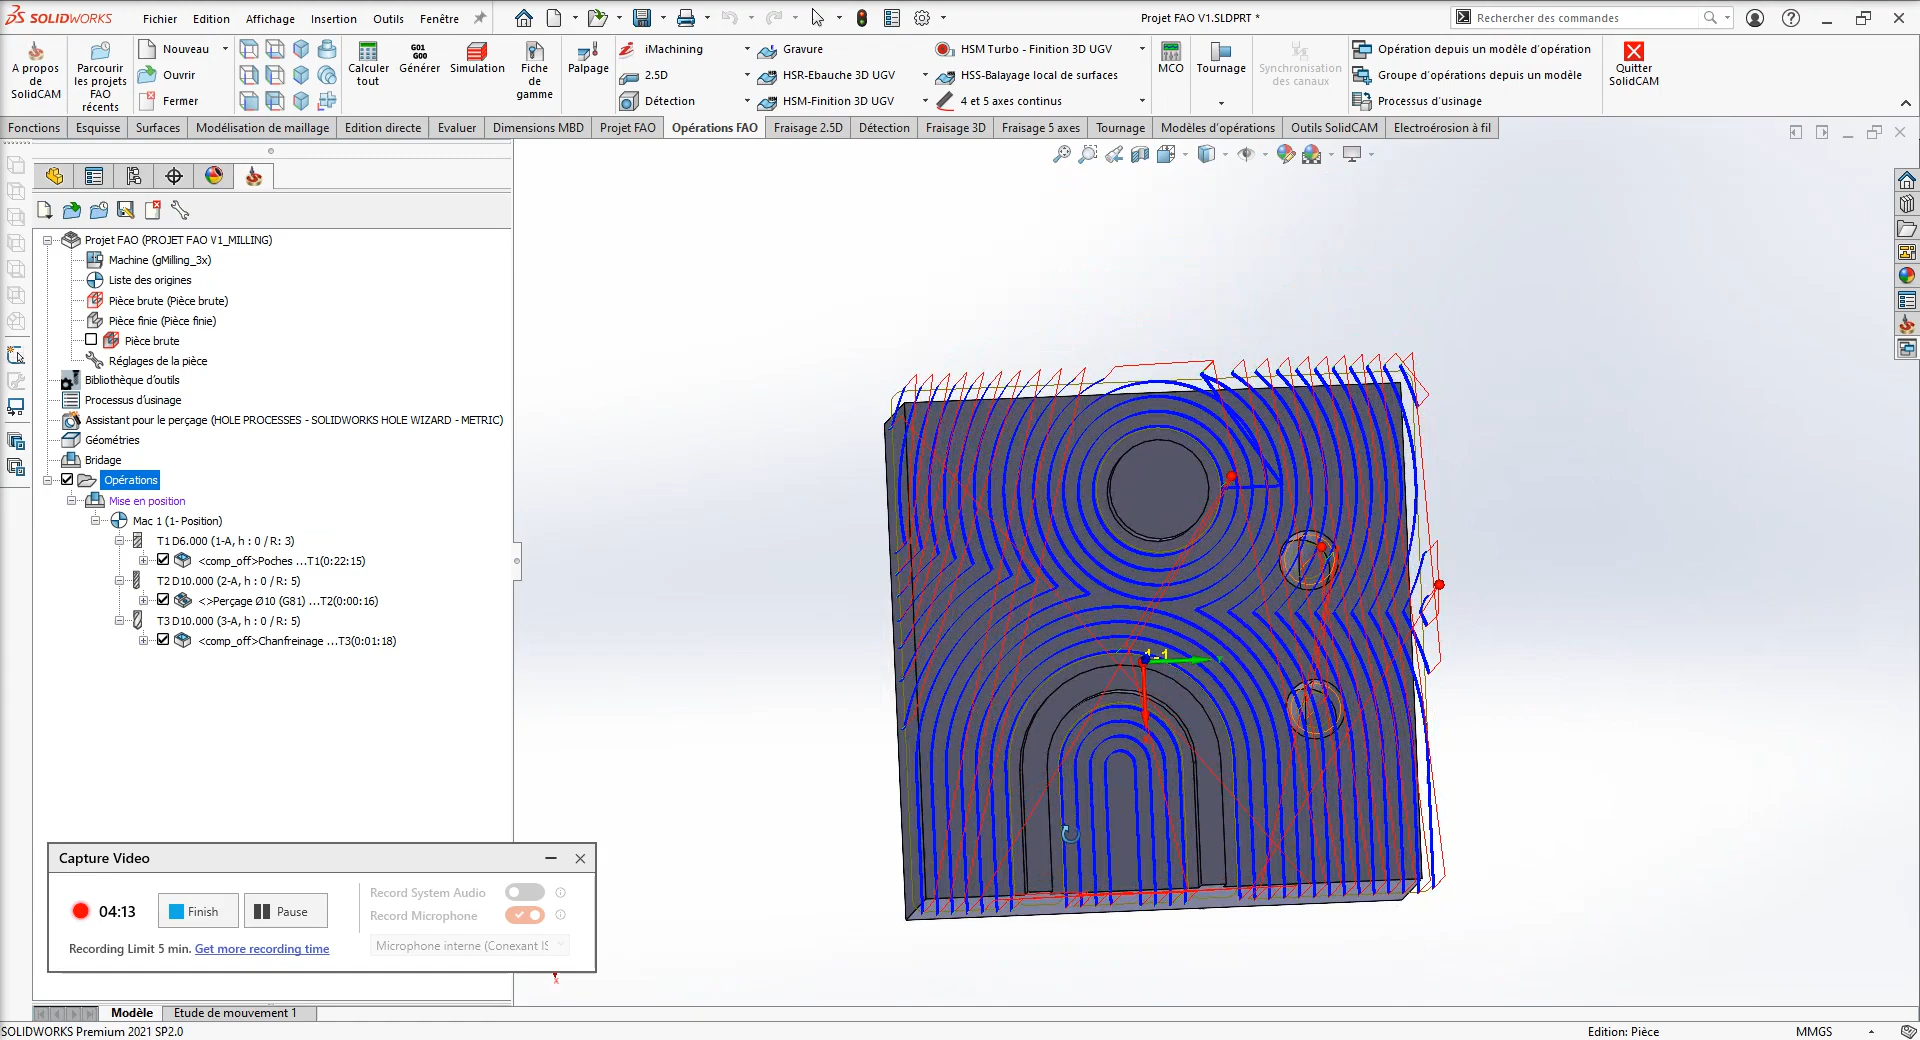 SOLIDWORKS
Fichier Edition Affichage Insertion Outils Fenêtre
Projet FAO V1.SLDPRT *
Rechercher des commandes
A propos de SolidCAM
Parcourir les projets FAO récents
Nouveau
Ouvrir
Fermer
Calculer tout
G01 G00
Générer
Simulation
Fiche de gamme
Palpage
iMachining
2.5D
Détection
Gravure
HSR-Ebauche 3D UGV
HSM-Finition 3D UGV
HSM Turbo - Finition 3D UGV
HSS-Balayage local de surfaces
4 et 5 axes continus
MCO
Tournage
Synchronisation des canaux
Opération depuis un modèle d'opération
Groupe d'opérations depuis un modèle
Processus d'usinage
Quitter SolidCAM
Fonctions Esquisse Surfaces Modélisation de maillage Edition directe Evaluer Dimensions MBD Projet FAO Opérations FAO Fraisage 2.5D Détection Fraisage 3D Fraisage 5 axes Tournage Modèles d'opérations Outils SolidCAM Electroérosion à fil
Projet FAO (PROJET FAO V1_MILLING)
Machine (gMilling_3x)
Liste des origines
Pièce brute (Pièce brute)
Pièce finie (Pièce finie)
Pièce brute
Réglages de la pièce
Bibliothèque d'outils
Processus d'usinage
Assistant pour le perçage (HOLE PROCESSES - SOLIDWORKS HOLE WIZARD - METRIC)
Géométries
Bridage
Opérations
Mise en position
Mac 1 (1- Position)
T1 D6.000 (1-A, h : 0 / R: 3)
<comp_off>Poches ...T1(0:22:15)
T2 D10.000 (2-A, h : 0 / R: 5)
<>Perçage Ø10 (G81) ...T2(0:00:16)
T3 D10.000 (3-A, h : 0 / R: 5)
<comp_off>Chanfreinage ...T3(0:01:18)
Capture Video
04:13
Finish
Pause
Record System Audio
Record Microphone
Microphone interne (Conexant IS
Recording Limit 5 min. Get more recording time
X
Modèle Etude de mouvement 1
SOLIDWORKS Premium 2021 SP2.0
Edition: Pièce
MMGS